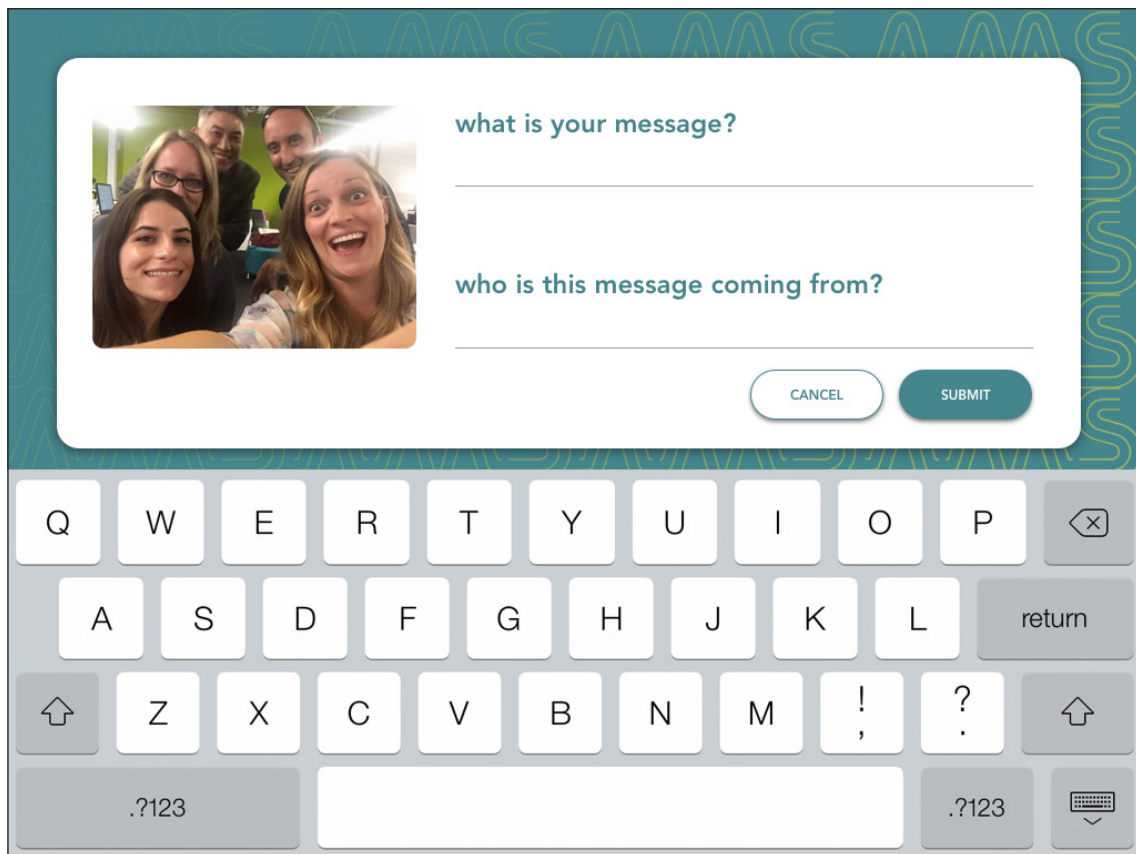 what is your message?
who is this message coming from?
CANCEL
SUBMIT
Q W E R T Y U I O P
A S D F G H J K L return
Z X C V B N M ! , ? .
.?123 .?123